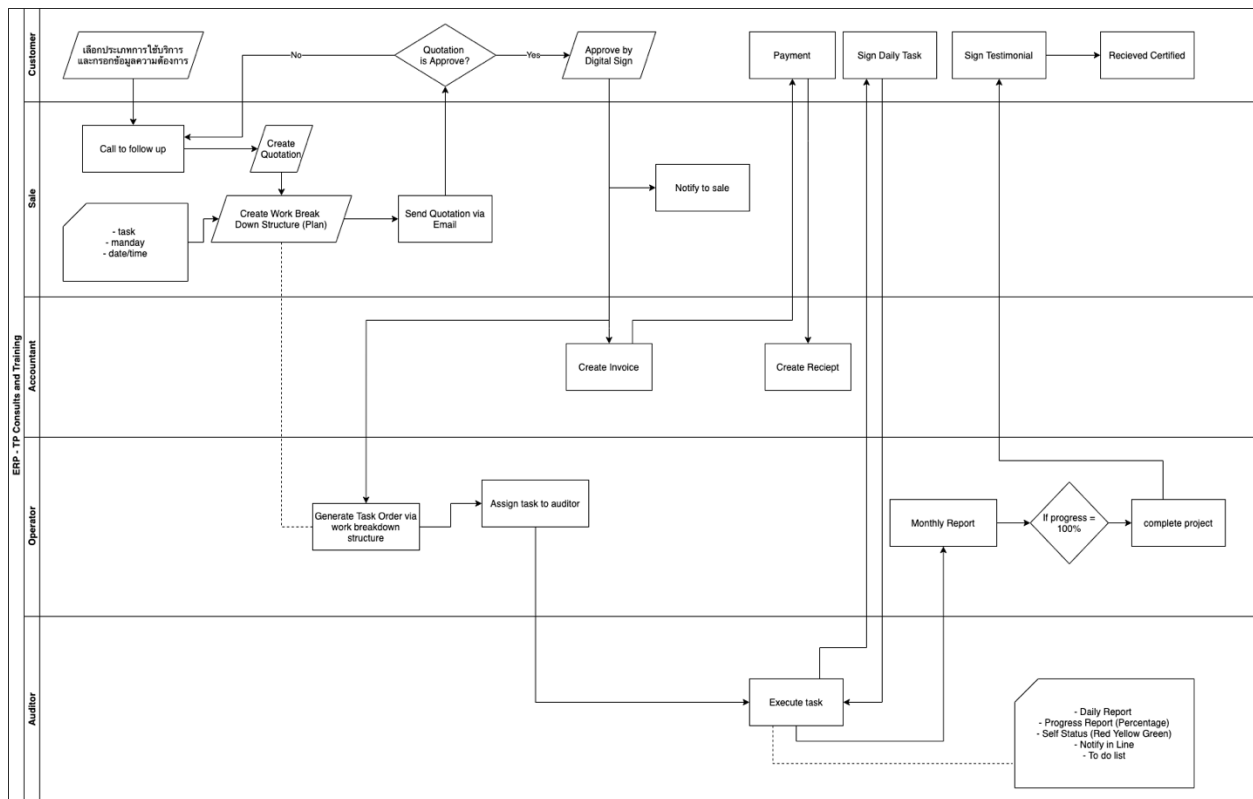 ERP - TP Consults and Training
Customer
เลือกประเภทการใช้บริการ
และกรอกข้อมูลความต้องการ
No
Quotation
is Approve?
Yes
Approve by
Digital Sign
Payment
Sign Daily Task
Sign Testimonial
Recieved Certified
Sale
Call to follow up
Create
Quotation
Notify to sale
- task
- manday
- date/time
Create Work Break
Down Structure (Plan)
Send Quotation via
Email
Accountant
Create Invoice
Create Reciept
Operator
Generate Task Order via
work breakdown
structure
Assign task to auditor
Monthly Report
If progress =
100%
complete project
Auditor
Execute task
- Daily Report
- Progress Report (Percentage)
- Self Status (Red Yellow Green)
- Notify in Line
- To do list